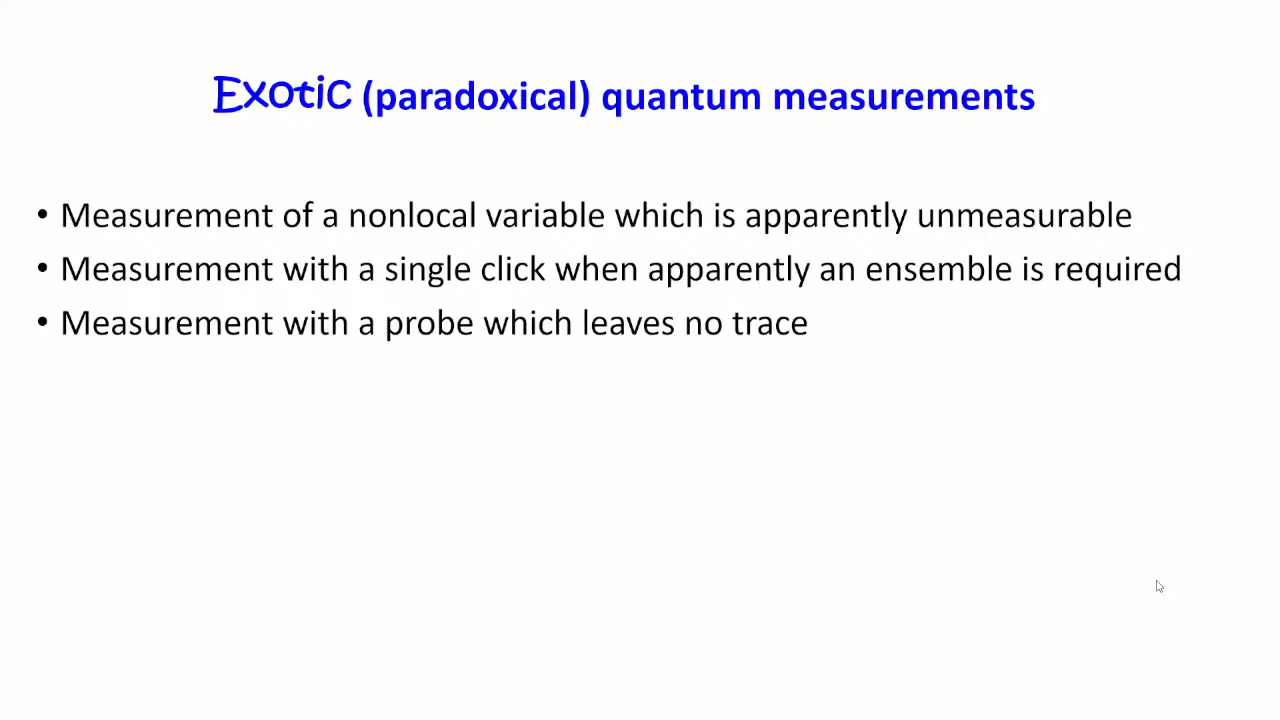 Exotic (paradoxical) quantum measurements
• Measurement of a nonlocal variable which is apparently unmeasurable
• Measurement with a single click when apparently an ensemble is required
• Measurement with a probe which leaves no trace